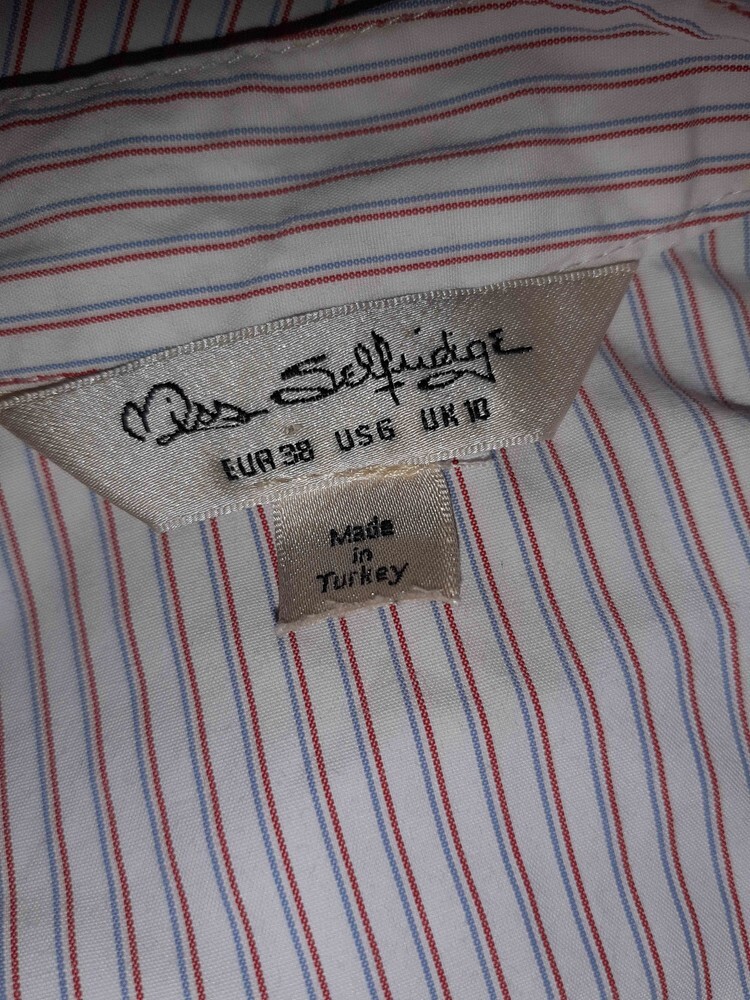 Miss Selfridge
EUR 38 US 6 UK 10
Made
in
Turkey